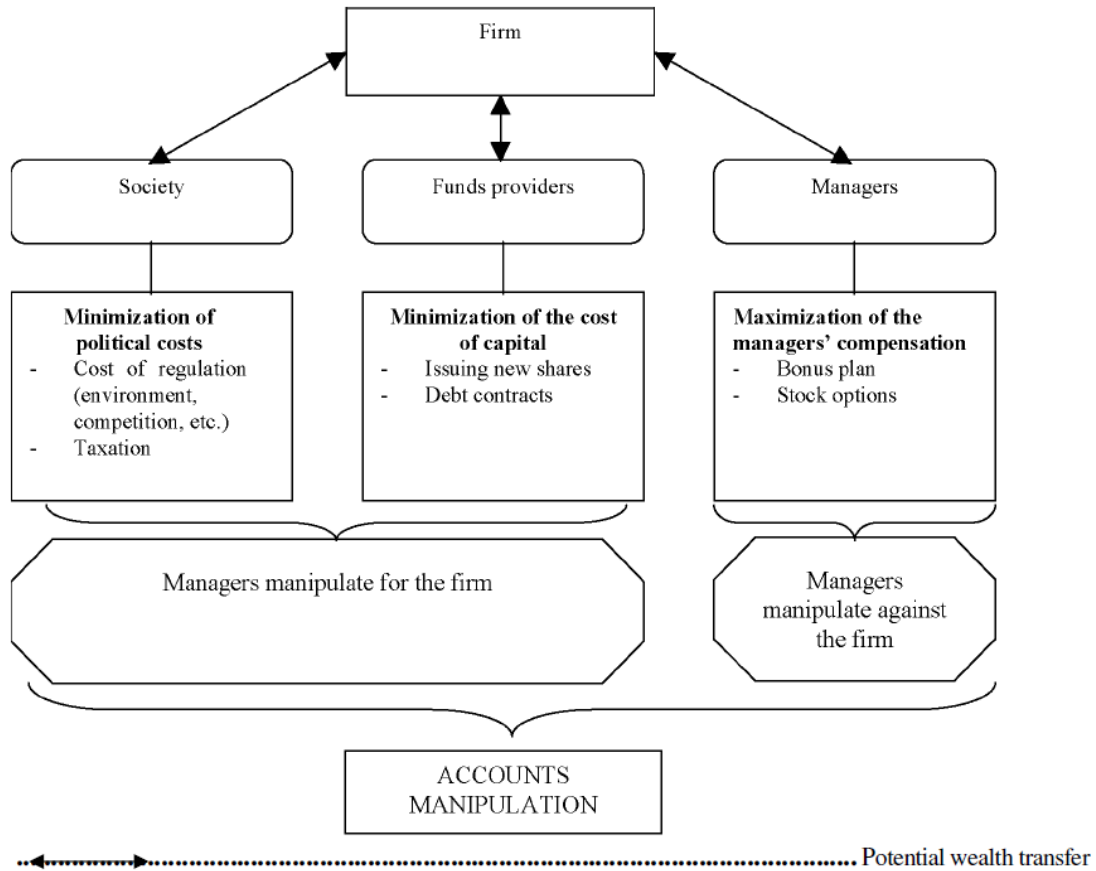 Firm
Society
Funds providers
Managers
Minimization of
political costs
- Cost of regulation
(environment,
competition, etc.)
- Taxation
Minimization of the cost
of capital
- Issuing new shares
- Debt contracts
Maximization of the
managers' compensation
- Bonus plan
- Stock options
Managers manipulate for the firm
Managers
manipulate against
the firm
ACCOUNTS
MANIPULATION
Potential wealth transfer